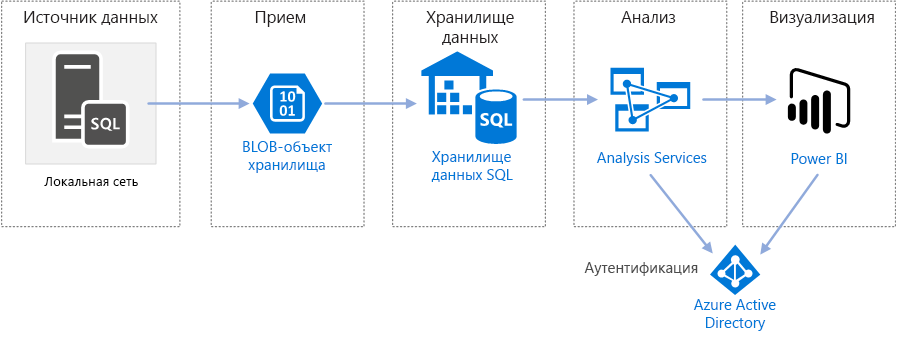 Источник данных
Прием
Хранилище
данных
Анализ
Визуализация
SQL
Локальная сеть
10
01
BLOB-объект
хранилища
SQL
Хранилище
данных SQL
Analysis Services
Power BI
Аутентификация
Azure Active
Directory